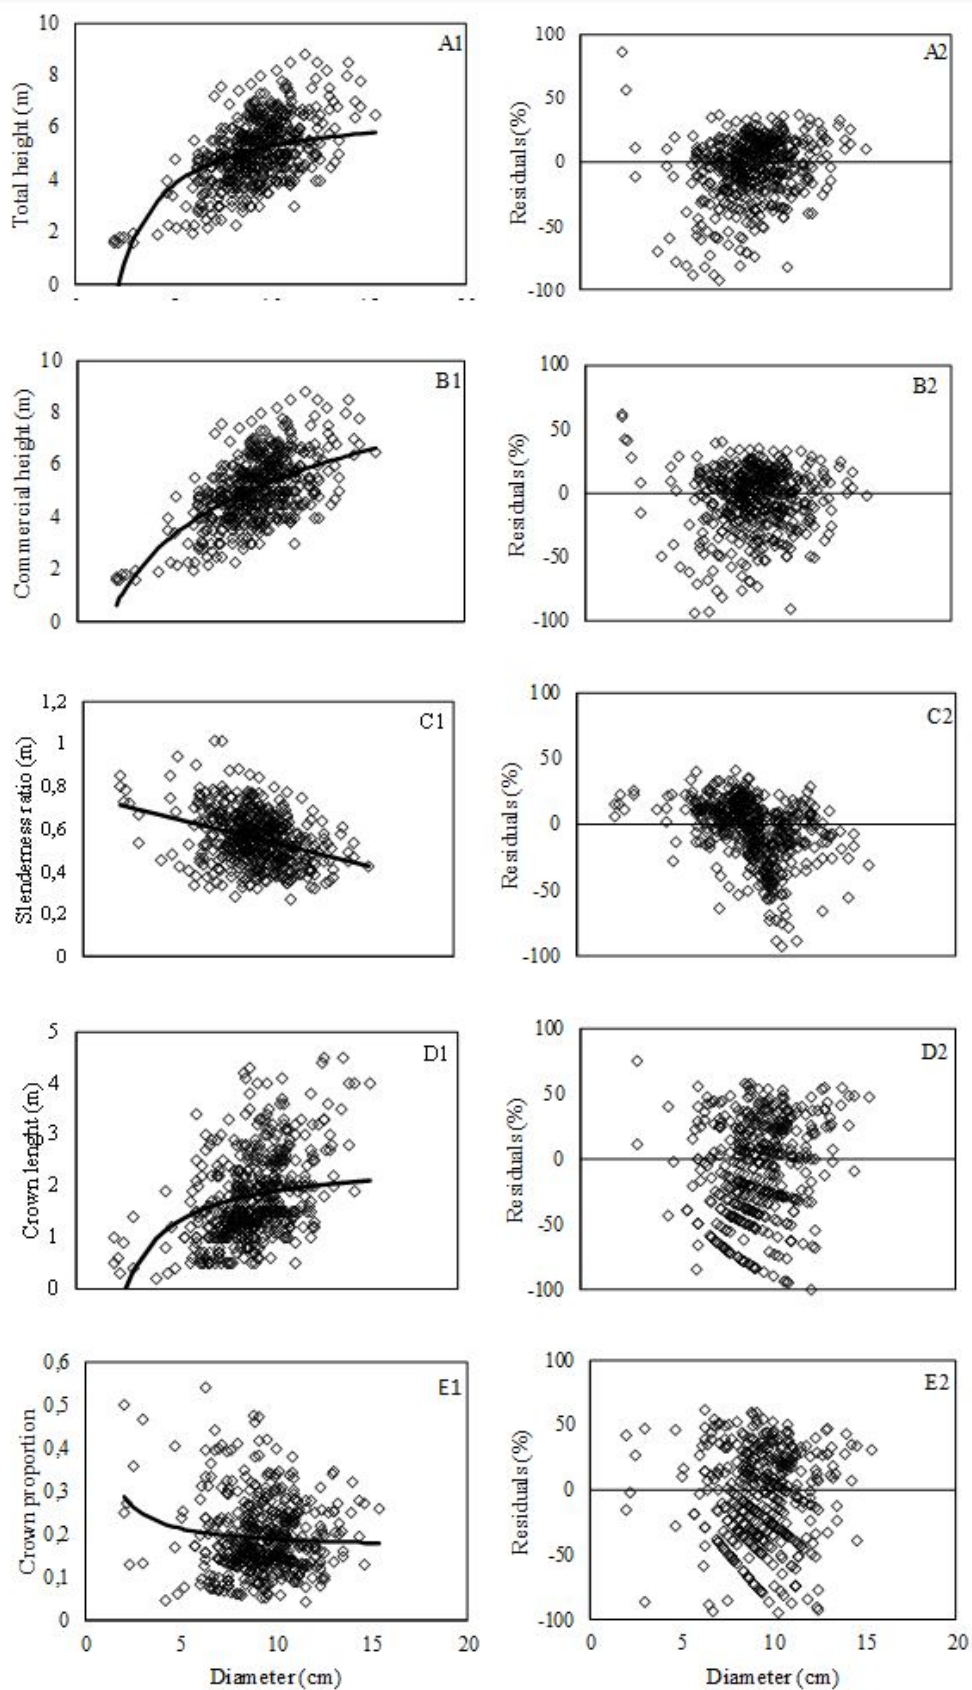 10
8
6
4
2
0
Total height (m)
A1
100
50
0
-50
-100
Residuals (%)
A2
10
8
6
4
2
0
Commercial height (m)
B1
100
50
0
-50
-100
Residuals (%)
B2
1,2
1
0,8
0,6
0,4
0,2
0
Slenderness ratio (m)
C1
100
50
0
-50
-100
Residuals (%)
C2
5
4
3
2
1
0
Crown lenght (m)
D1
100
50
0
-50
-100
Residuals (%)
D2
0,6
0,5
0,4
0,3
0,2
0,1
0
Crown proportion
E1
0 5 10 15 20
Diameter (cm)
100
50
0
-50
-100
Residuals (%)
E2
0 5 10 15 20
Diameter (cm)